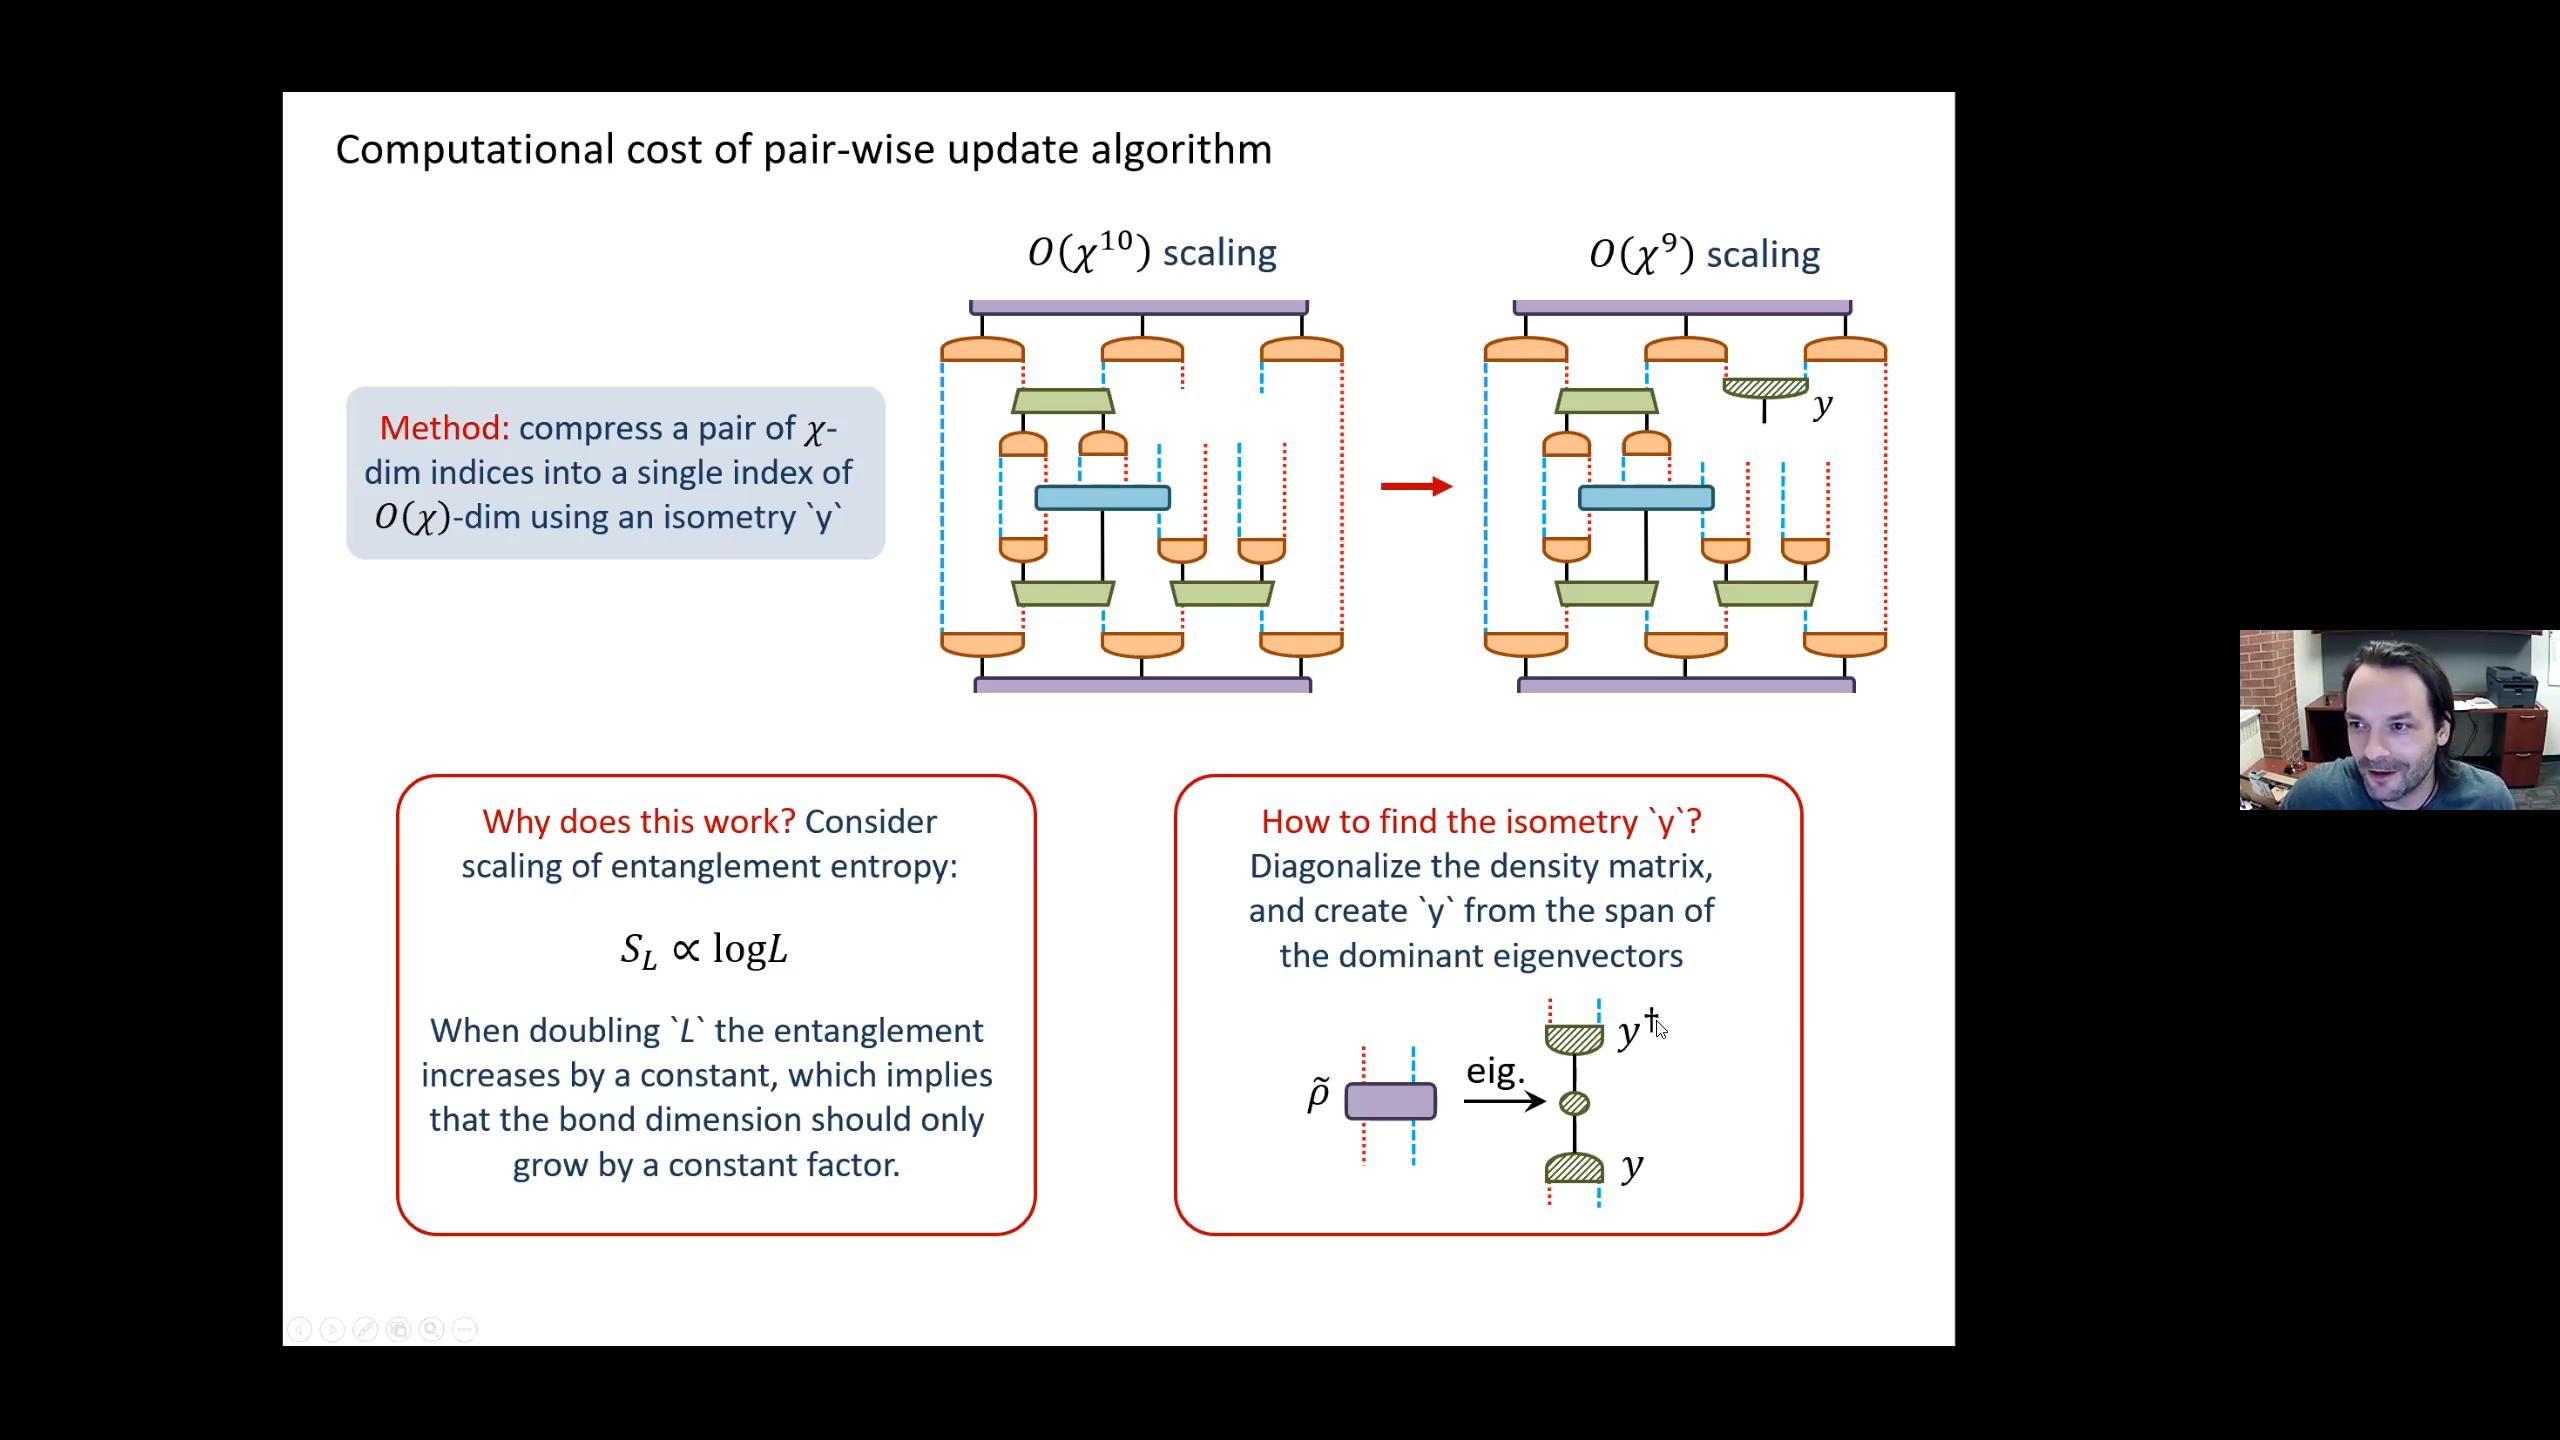 Computational cost of pair-wise update algorithm
O(χ¹⁰) scaling
O(χ⁹) scaling
y
Method: compress a pair of χ-
dim indices into a single index of
O(χ)-dim using an isometry `y`
Why does this work? Consider
scaling of entanglement entropy:
S_L ∝ logL
When doubling `L` the entanglement
increases by a constant, which implies
that the bond dimension should only
grow by a constant factor.
How to find the isometry `y`?
Diagonalize the density matrix,
and create `y` from the span of
the dominant eigenvectors
y†
ρ̃
eig.
y